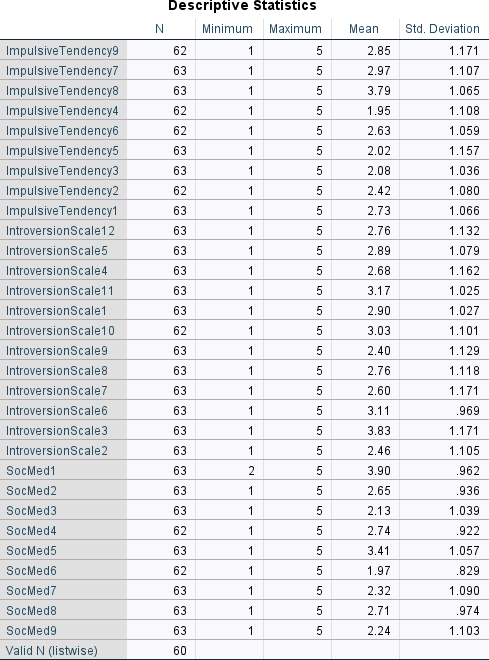 Descriptive Statistics
N Minimum Maximum Mean Std. Deviation
ImpulsiveTendency9 62 1 5 2.85 1.171
ImpulsiveTendency7 63 1 5 2.97 1.107
ImpulsiveTendency8 63 1 5 3.79 1.065
ImpulsiveTendency4 62 1 5 1.95 1.108
ImpulsiveTendency6 62 1 5 2.63 1.059
ImpulsiveTendency5 63 1 5 2.02 1.157
ImpulsiveTendency3 63 1 5 2.08 1.036
ImpulsiveTendency2 62 1 5 2.42 1.080
ImpulsiveTendency1 63 1 5 2.73 1.066
IntroversionScale12 63 1 5 2.76 1.132
IntroversionScale5 63 1 5 2.89 1.079
IntroversionScale4 63 1 5 2.68 1.162
IntroversionScale11 63 1 5 3.17 1.025
IntroversionScale1 63 1 5 2.90 1.027
IntroversionScale10 62 1 5 3.03 1.101
IntroversionScale9 63 1 5 2.40 1.129
IntroversionScale8 63 1 5 2.76 1.118
IntroversionScale7 63 1 5 2.60 1.171
IntroversionScale6 63 1 5 3.11 .969
IntroversionScale3 63 1 5 3.83 1.171
IntroversionScale2 63 1 5 2.46 1.105
SocMed1 63 2 5 3.90 .962
SocMed2 63 1 5 2.65 .936
SocMed3 63 1 5 2.13 1.039
SocMed4 62 1 5 2.74 .922
SocMed5 63 1 5 3.41 1.057
SocMed6 62 1 5 1.97 .829
SocMed7 63 1 5 2.32 1.090
SocMed8 63 1 5 2.71 .974
SocMed9 63 1 5 2.24 1.103
Valid N (listwise) 60